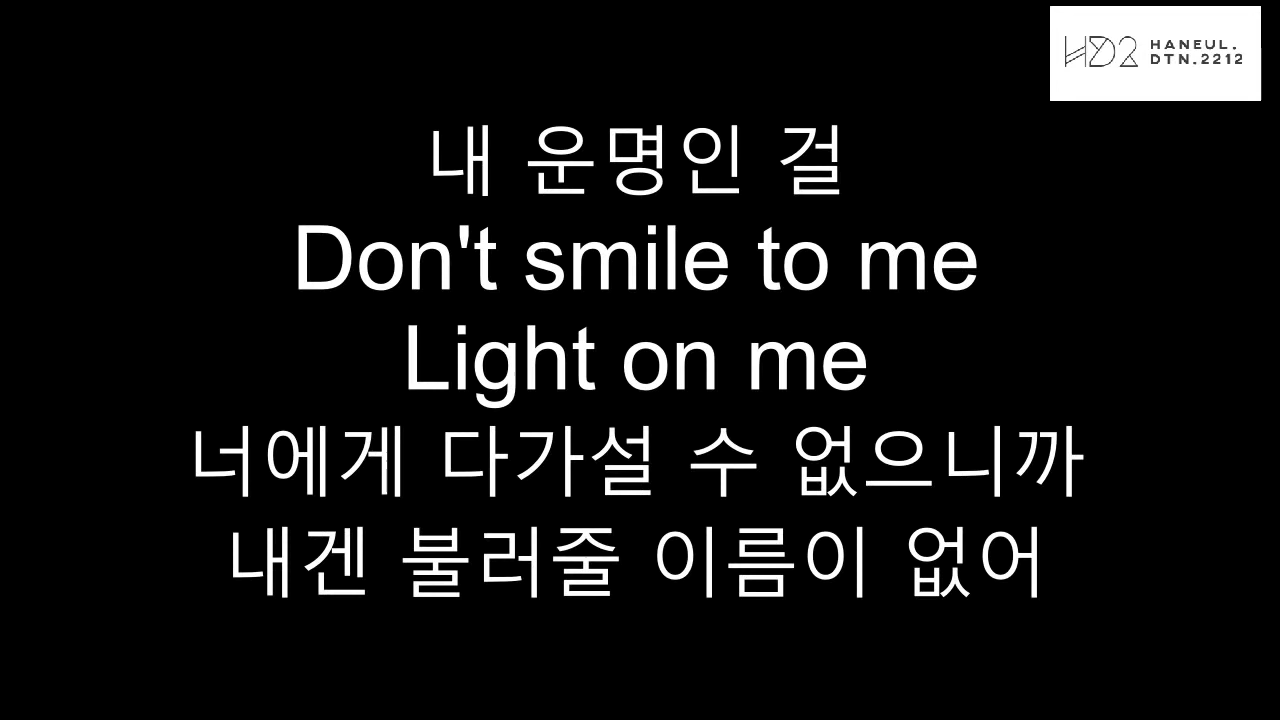 HD2 HANEUL.
DTN.2212
내 운명인 걸
Don't smile to me
Light on me
너에게 다가설 수 없으니까
내겐 불러줄 이름이 없어